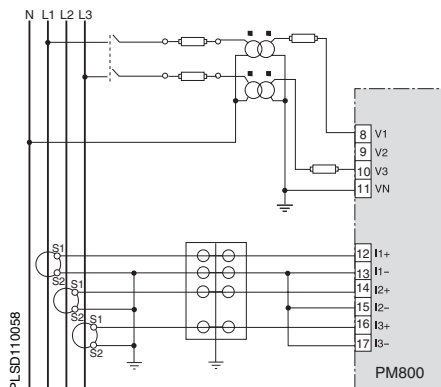 N L1 L2 L3
8 V1
9 V2
10 V3
11 VN
S1
S2
S1
S2
S1
S2
12 I1+
13 I1-
14 I2+
15 I2-
16 I3+
17 I3-
PLSD110058
PM800